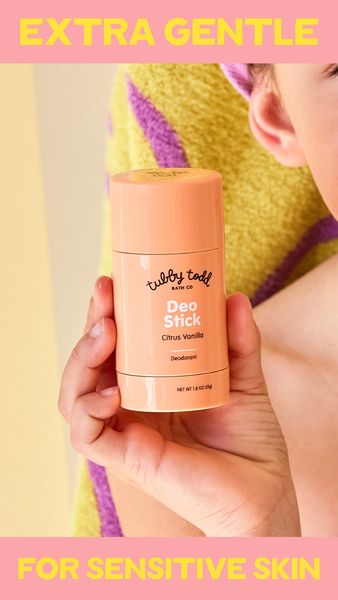 EXTRA GENTLE
tubby todd
BATH CO
Deo
Stick
Citrus Vanilla
Deodorant
NET WT 1.8 OZ (51g)
FOR SENSITIVE SKIN